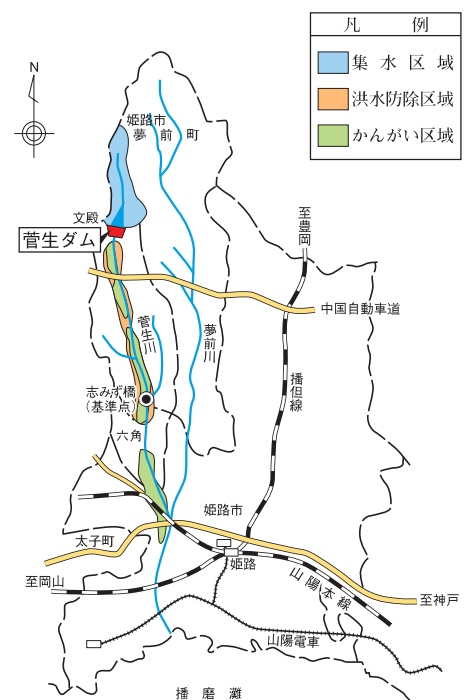 凡　例
集水区域
洪水防除区域
かんがい区域
N
姫路市
夢前町
文殿
菅生ダム
至豊岡
中国自動車道
菅生川
夢前川
播但線
志みず橋
（基準点）
六角
姫路市
太子町
姫路
至岡山
山陽本線
至神戸
山陽電車
播磨灘